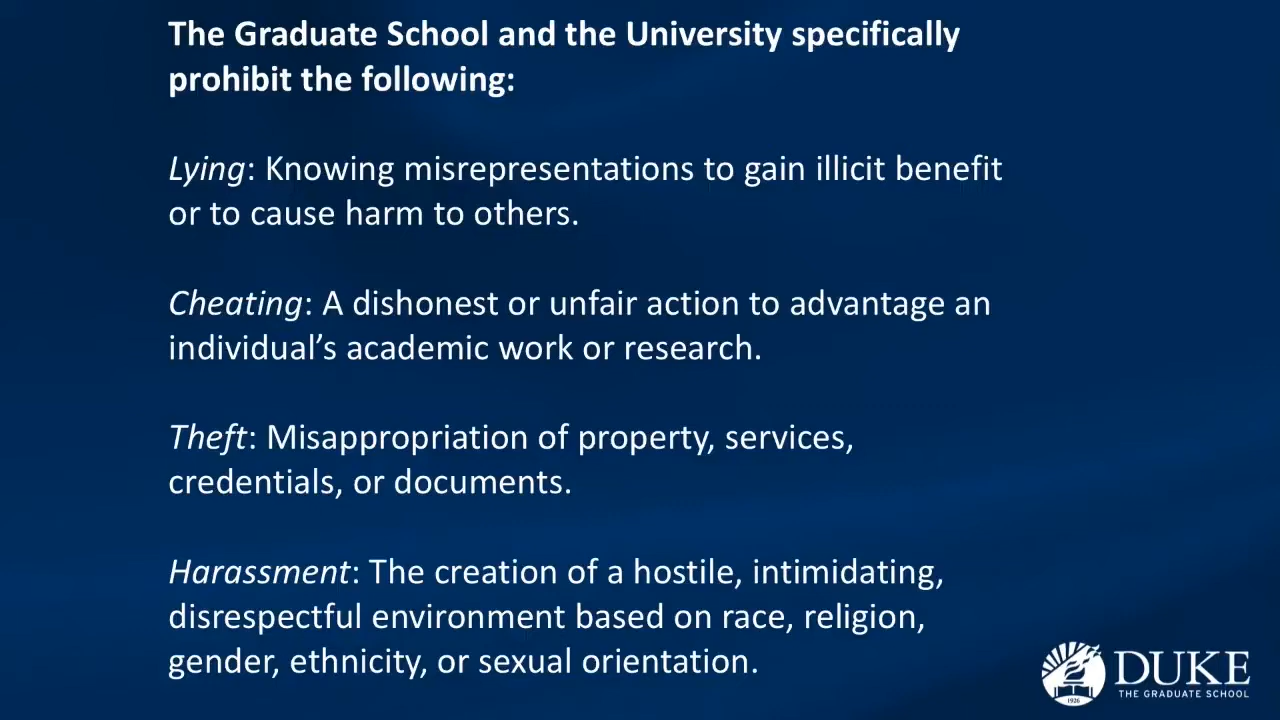 The Graduate School and the University specifically
prohibit the following:
Lying: Knowing misrepresentations to gain illicit benefit
or to cause harm to others.
Cheating: A dishonest or unfair action to advantage an
individual’s academic work or research.
Theft: Misappropriation of property, services,
credentials, or documents.
Harassment: The creation of a hostile, intimidating,
disrespectful environment based on race, religion,
gender, ethnicity, or sexual orientation.
DUKE
THE GRADUATE SCHOOL
1926